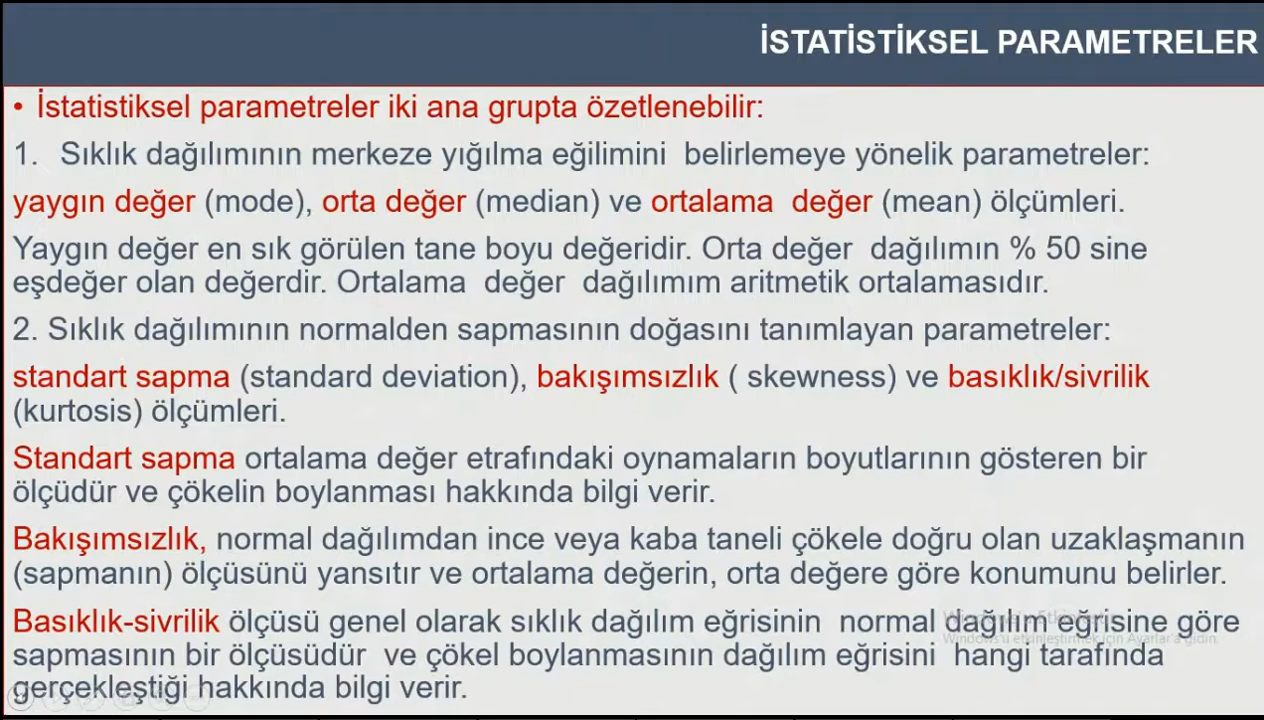 İSTATİSTİKSEL PARAMETRELER
• İstatistiksel parametreler iki ana grupta özetlenebilir:
1. Sıklık dağılımının merkeze yığılma eğilimini belirlemeye yönelik parametreler:
yaygın değer (mode), orta değer (median) ve ortalama değer (mean) ölçümleri.
Yaygın değer en sık görülen tane boyu değeridir. Orta değer dağılımın % 50 sine
eşdeğer olan değerdir. Ortalama değer dağılımım aritmetik ortalamasıdır.
2. Sıklık dağılımının normalden sapmasının doğasını tanımlayan parametreler:
standart sapma (standard deviation), bakışımsızlık ( skewness) ve basıklık/sivrilik
(kurtosis) ölçümleri.
Standart sapma ortalama değer etrafındaki oynamaların boyutlarının gösteren bir
ölçüdür ve çökelin boylanması hakkında bilgi verir.
Bakışımsızlık, normal dağılımdan ince veya kaba taneli çökele doğru olan uzaklaşmanın
(sapmanın) ölçüsünü yansıtır ve ortalama değerin, orta değere göre konumunu belirler.
Basıklık-sivrilik ölçüsü genel olarak sıklık dağılım eğrisinin normal dağılım eğrisine göre
sapmasının bir ölçüsüdür ve çökel boylanmasının dağılım eğrisini hangi tarafında
gerçekleştiği hakkında bilgi verir.
Windows'u Etkinleştir
Windows'u etkinleştirmek için Ayarlar'a gidin.